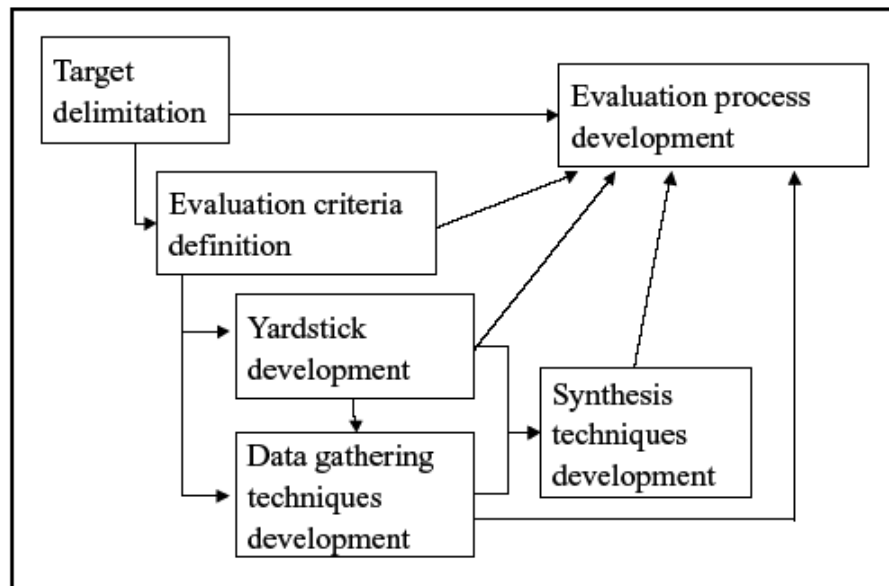 Target
delimitation
Evaluation process
development
Evaluation criteria
definition
Yardstick
development
Synthesis
techniques
development
Data gathering
techniques
development